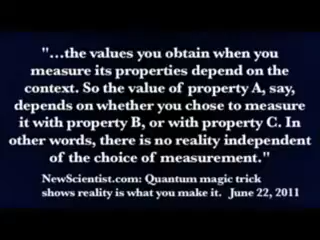 "...the values you obtain when you
measure its properties depend on the
context. So the value of property A, say,
depends on whether you chose to measure
it with property B, or with property C. In
other words, there is no reality independent
of the choice of measurement."
NewScientist.com: Quantum magic trick
shows reality is what you make it. June 22, 2011